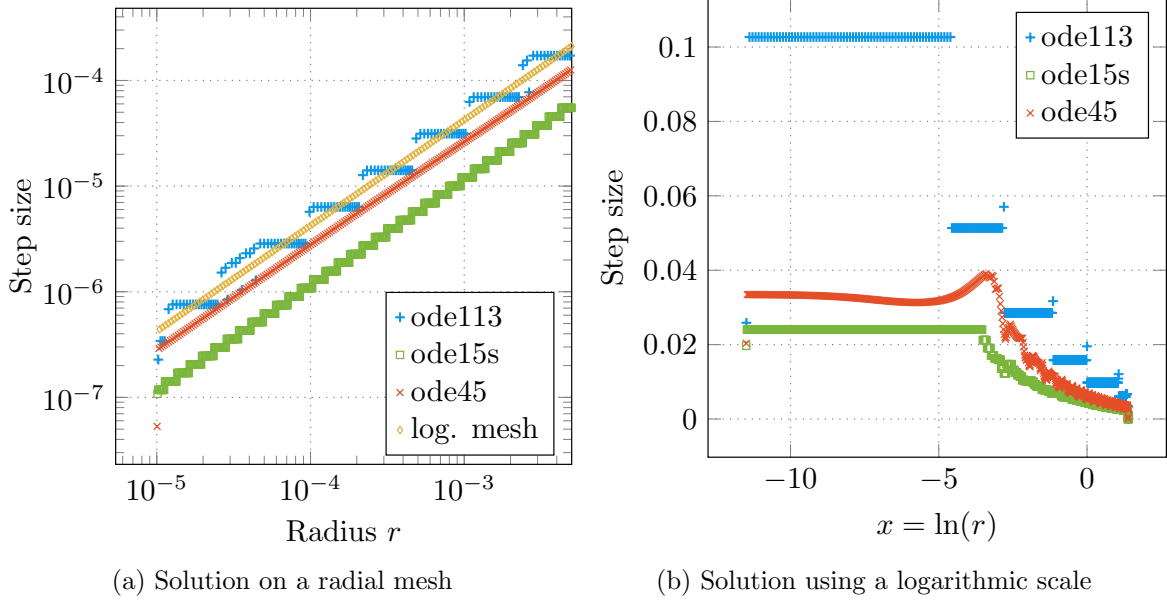 10⁻⁴
10⁻⁵
10⁻⁶
10⁻⁷
Step size
10⁻⁵
10⁻⁴
10⁻³
Radius r
ode113
ode15s
ode45
log. mesh
(a) Solution on a radial mesh
0.1
0.08
0.06
0.04
0.02
0
Step size
−10
−5
0
x = ln(r)
ode113
ode15s
ode45
(b) Solution using a logarithmic scale